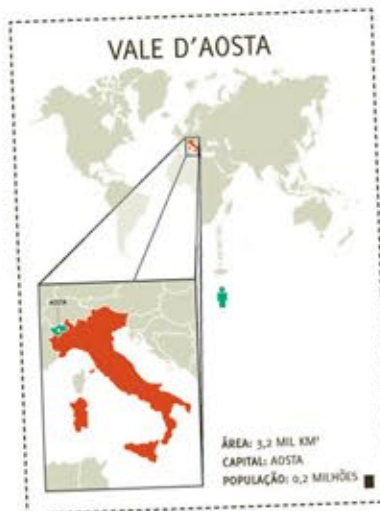 VALE D'AOSTA
AOSTA
ÁREA: 3,2 MIL KM²
CAPITAL: AOSTA
POPULAÇÃO: 0,2 MILHÕES